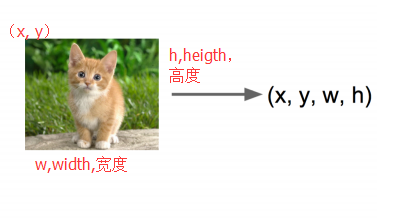 （x, y）
h,heigth，
高度
(x, y, w, h)
w,width,宽度